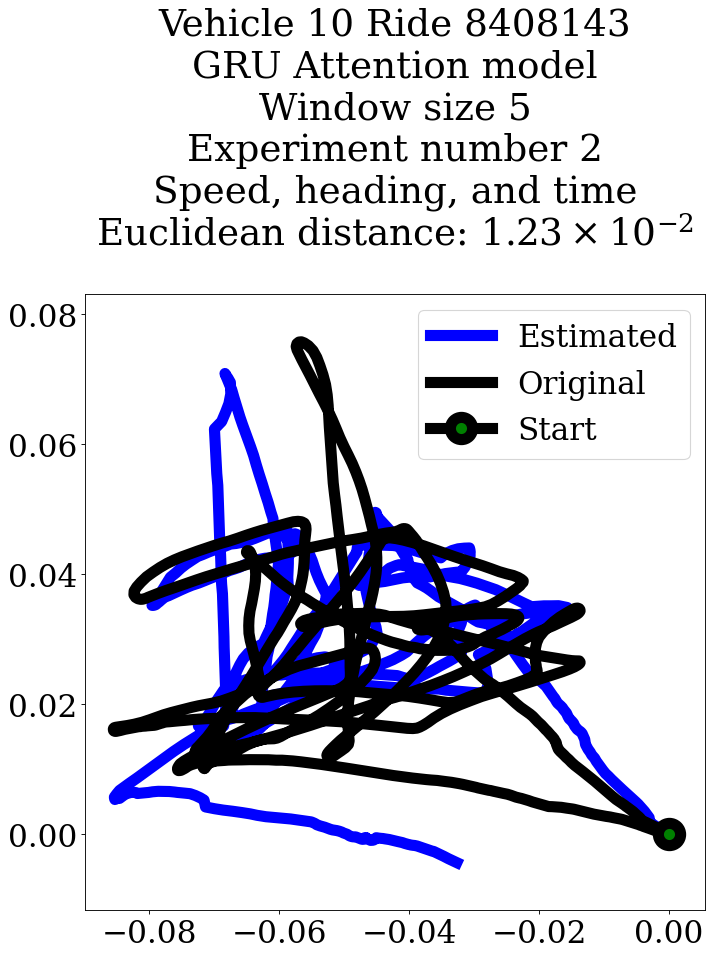 Vehicle 10 Ride 8408143
GRU Attention model
Window size 5
Experiment number 2
Speed, heading, and time
Euclidean distance: 1.23 × 10⁻²
Estimated
Original
Start
0.08
0.06
0.04
0.02
0.00
−0.08 −0.06 −0.04 −0.02 0.00